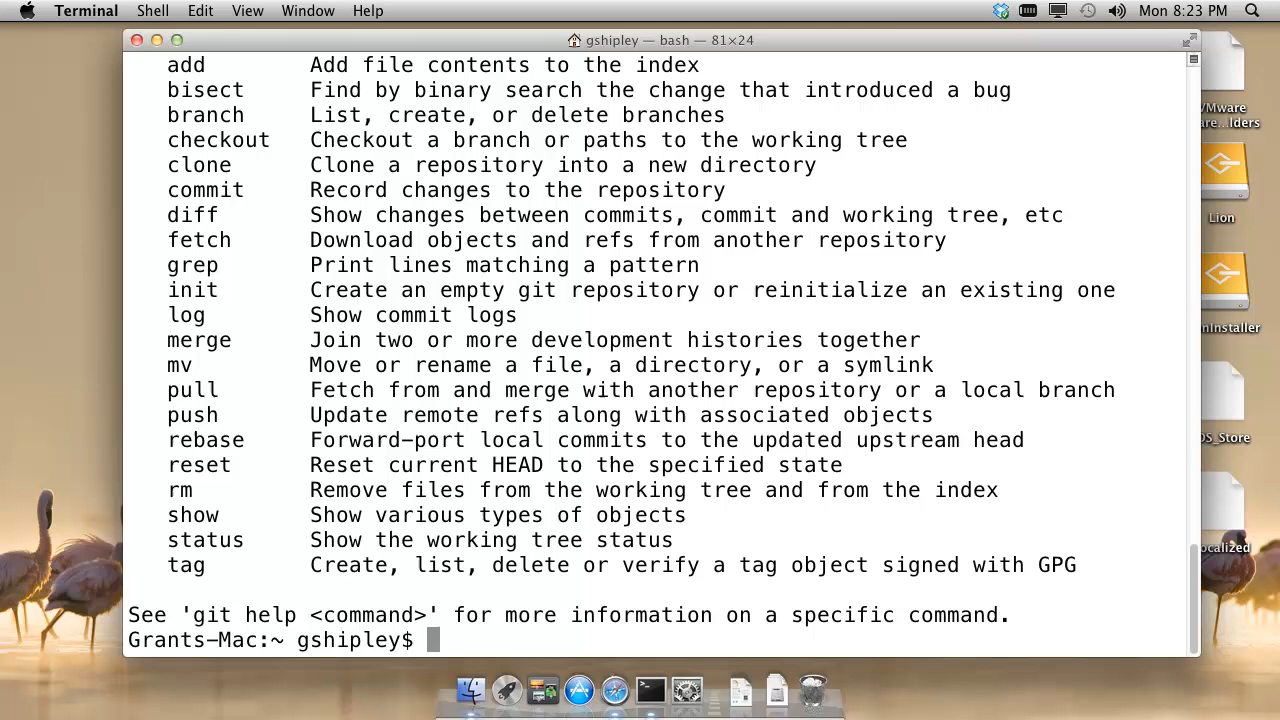 Terminal Shell Edit View Window Help Mon 8:23 PM
gshipley — bash — 81×24
add Add file contents to the index
bisect Find by binary search the change that introduced a bug
branch List, create, or delete branches
checkout Checkout a branch or paths to the working tree
clone Clone a repository into a new directory
commit Record changes to the repository
diff Show changes between commits, commit and working tree, etc
fetch Download objects and refs from another repository
grep Print lines matching a pattern
init Create an empty git repository or reinitialize an existing one
log Show commit logs
merge Join two or more development histories together
mv Move or rename a file, a directory, or a symlink
pull Fetch from and merge with another repository or a local branch
push Update remote refs along with associated objects
rebase Forward-port local commits to the updated upstream head
reset Reset current HEAD to the specified state
rm Remove files from the working tree and from the index
show Show various types of objects
status Show the working tree status
tag Create, list, delete or verify a tag object signed with GPG
See 'git help <command>' for more information on a specific command.
Grants-Mac:~ gshipley$
VMware
are...lders
Lion
nInstaller
DS_Store
ocalized